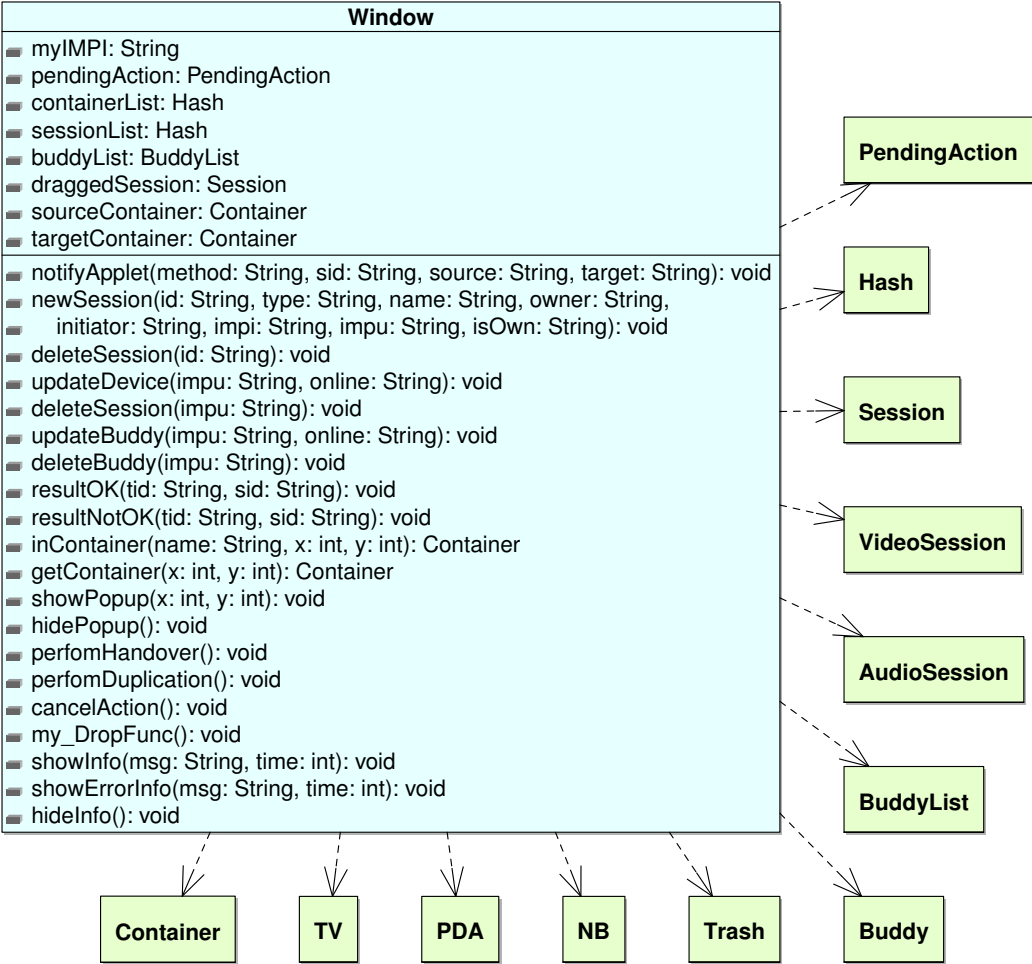 Window
myIMPI: String
pendingAction: PendingAction
containerList: Hash
sessionList: Hash
buddyList: BuddyList
draggedSession: Session
sourceContainer: Container
targetContainer: Container
notifyApplet(method: String, sid: String, source: String, target: String): void
newSession(id: String, type: String, name: String, owner: String,
initiator: String, impi: String, impu: String, isOwn: String): void
deleteSession(id: String): void
updateDevice(impu: String, online: String): void
deleteSession(impu: String): void
updateBuddy(impu: String, online: String): void
deleteBuddy(impu: String): void
resultOK(tid: String, sid: String): void
resultNotOK(tid: String, sid: String): void
inContainer(name: String, x: int, y: int): Container
getContainer(x: int, y: int): Container
showPopup(x: int, y: int): void
hidePopup(): void
perfomHandover(): void
perfomDuplication(): void
cancelAction(): void
my_DropFunc(): void
showInfo(msg: String, time: int): void
showErrorInfo(msg: String, time: int): void
hideInfo(): void
PendingAction
Hash
Session
VideoSession
AudioSession
BuddyList
Container
TV
PDA
NB
Trash
Buddy